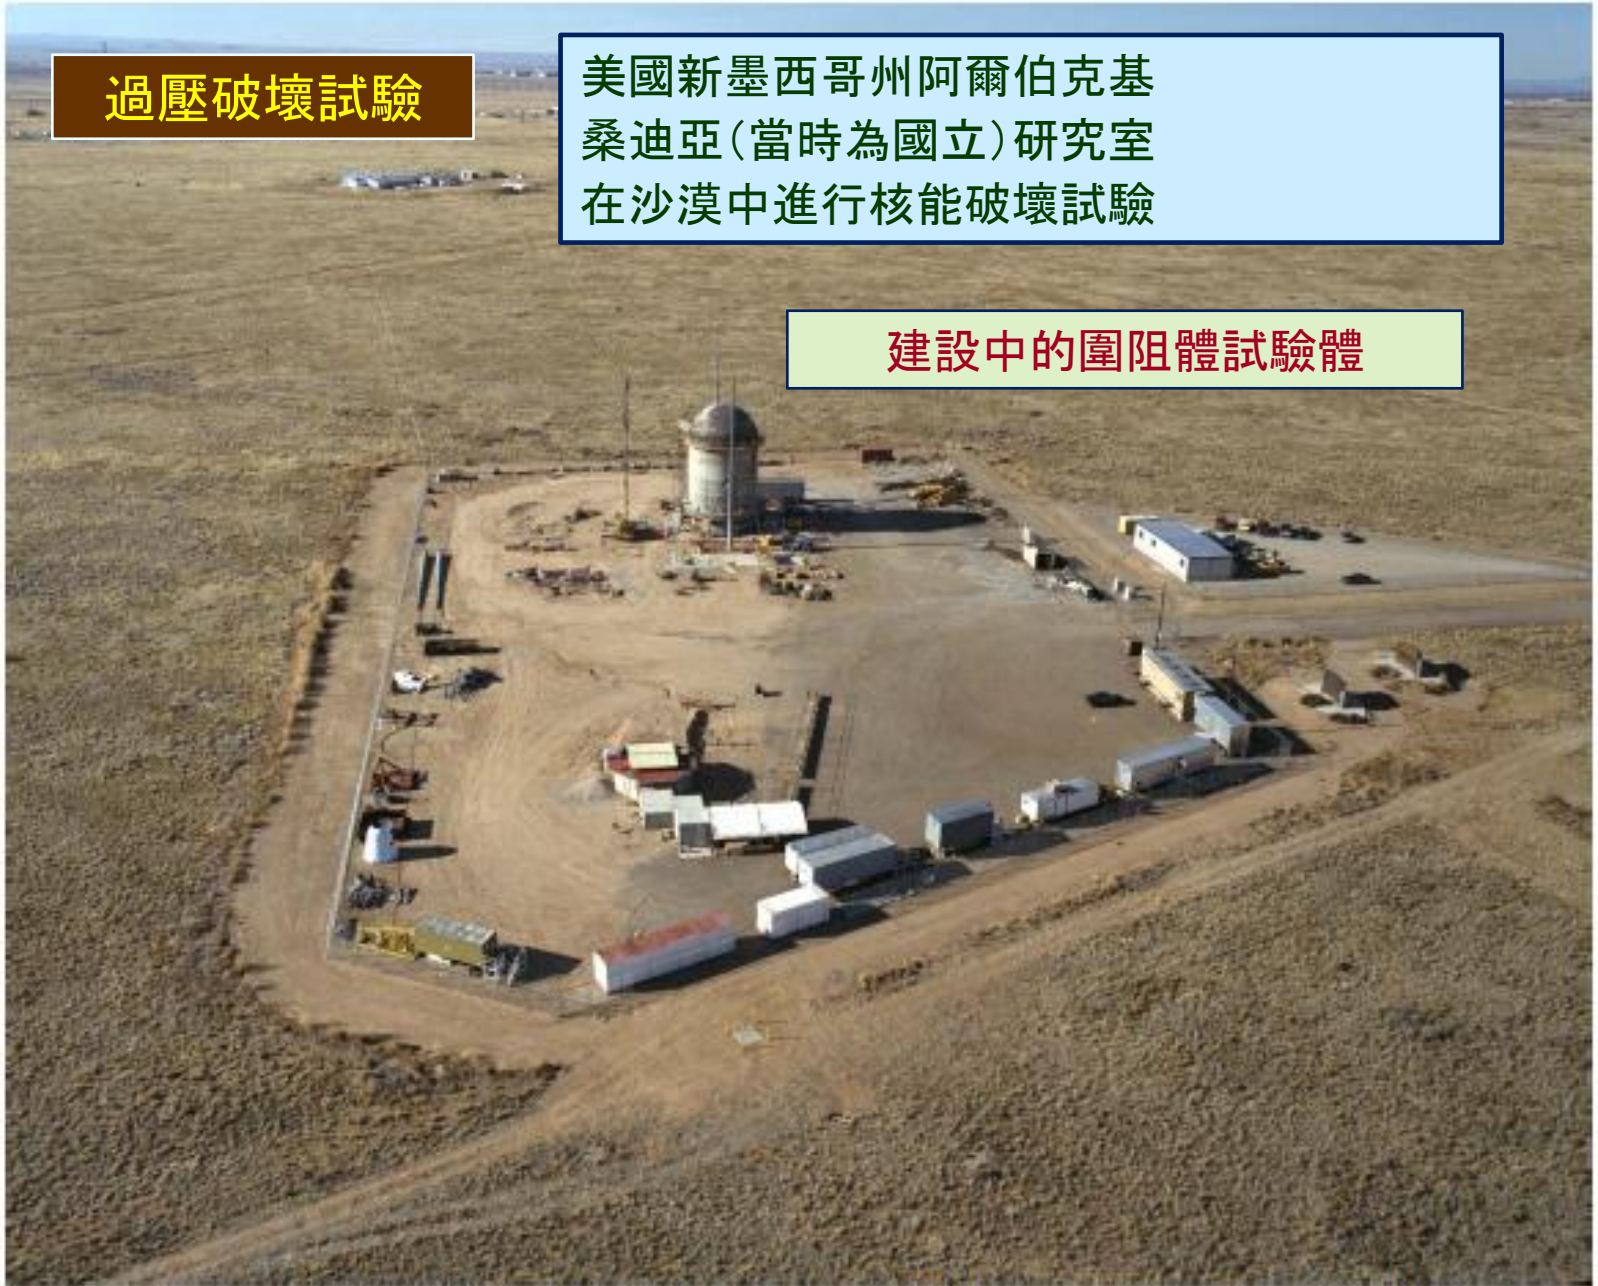 過壓破壞試驗
美國新墨西哥州阿爾伯克基
桑迪亞(當時為國立)研究室
在沙漠中進行核能破壞試驗
建設中的圍阻體試驗體